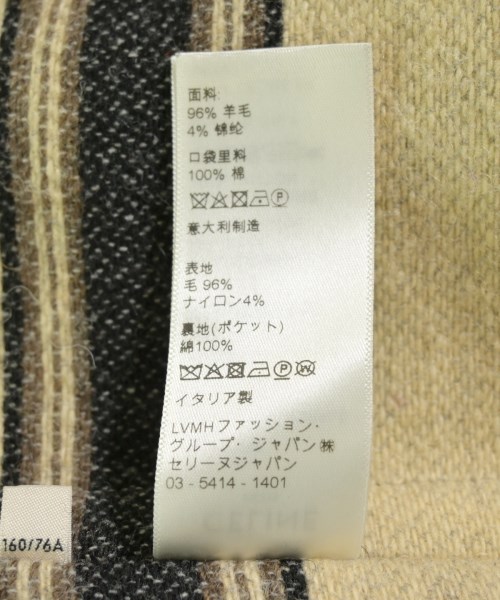 面料:
96% 羊毛
4% 锦纶
口袋里料
100% 棉
P
意大利制造
表地
毛 96%
ナイロン4%
裏地(ポケット)
綿100%
P W
イタリア製
LVMHファッション・
グループ・ジャパン㈱
セリーヌジャパン
03-5414-1401
160/76A